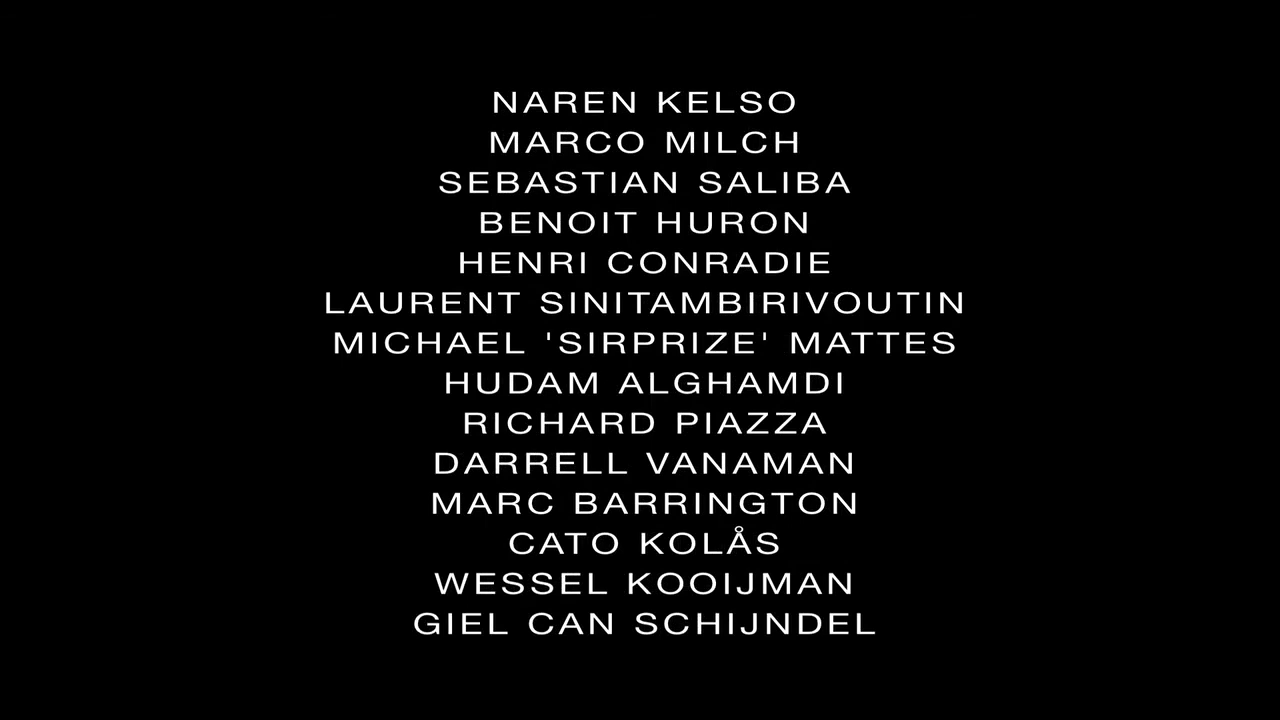 NAREN KELSO
MARCO MILCH
SEBASTIAN SALIBA
BENOIT HURON
HENRI CONRADIE
LAURENT SINITAMBIRIVOUTIN
MICHAEL 'SIRPRIZE' MATTES
HUDAM ALGHAMDI
RICHARD PIAZZA
DARRELL VANAMAN
MARC BARRINGTON
CATO KOLÅS
WESSEL KOOIJMAN
GIEL CAN SCHIJNDEL